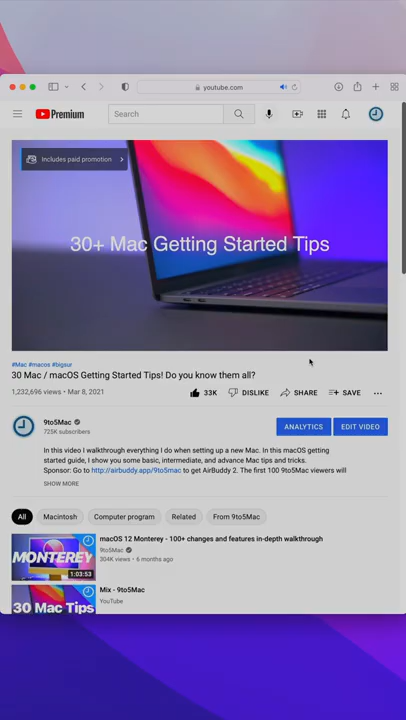 youtube.com
Premium
Search
Includes paid promotion
30+ Mac Getting Started Tips
#Mac #macos #bigsur
30 Mac / macOS Getting Started Tips! Do you know them all?
1,232,696 views • Mar 8, 2021
33K
DISLIKE
SHARE
SAVE
9to5Mac
725K subscribers
ANALYTICS
EDIT VIDEO
In this video I walkthrough everything I do when setting up a new Mac. In this macOS getting
started guide, I show you some basic, intermediate, and advance Mac tips and tricks.
Sponsor: Go to http://airbuddy.app/9to5mac to get AirBuddy 2. The first 100 9to5Mac viewers will
SHOW MORE
All
Macintosh
Computer program
Related
From 9to5Mac
macOS 12 Monterey - 100+ changes and features in-depth walkthrough
9to5Mac
304K views • 6 months ago
MONTEREY
1:03:53
Mix - 9to5Mac
YouTube
30 Mac Tips